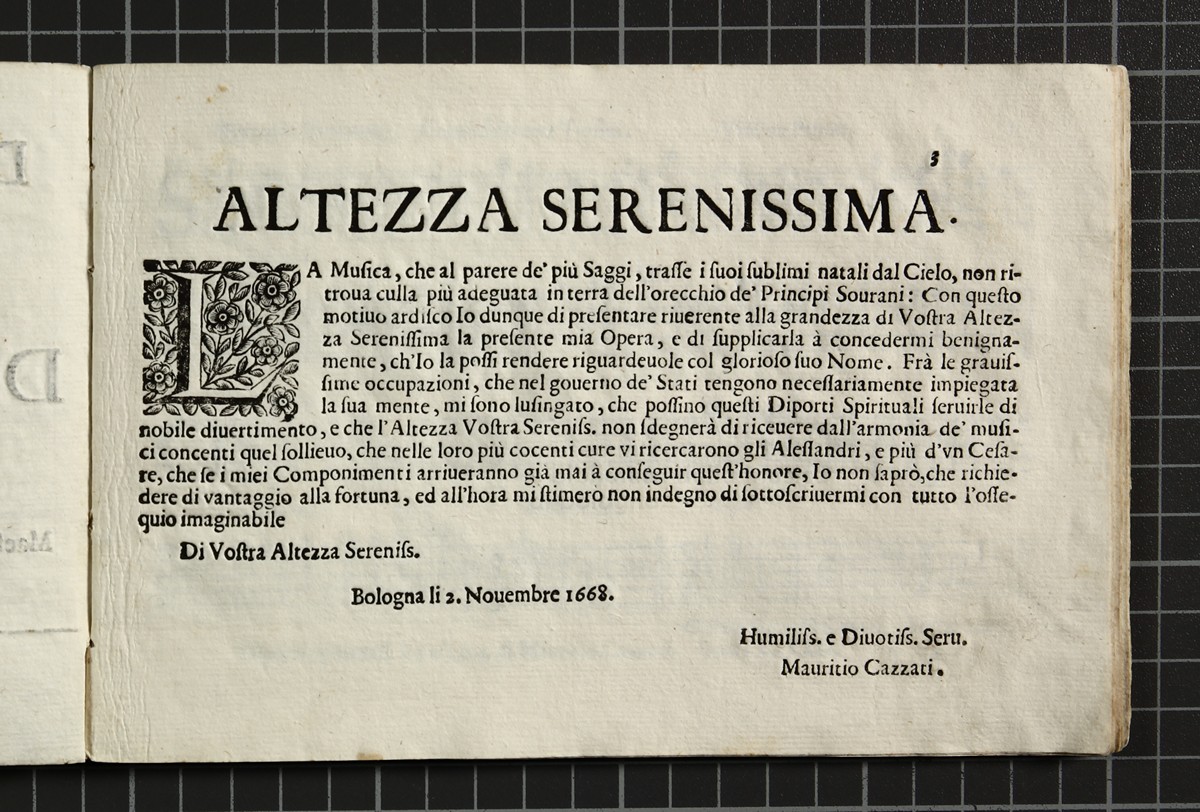 3
ALTEZZA SERENISSIMA.
LA Muſica, che al parere de' più Saggi, traſſe i ſuoi ſublimi natali dal Cielo, non ri-
troua culla più adeguata in terra dell'orecchio de' Principi Sourani: Con queſto
motiuo ardiſco Io dunque di preſentare riuerente alla grandezza di Voſtra Altez-
za Sereniſſima la preſente mia Opera, e di ſupplicarla à concedermi benigna-
mente, ch'Io la poſſi rendere riguardeuole col glorioſo ſuo Nome. Frà le grauiſ-
ſime occupazioni, che nel gouerno de' Stati tengono neceſſariamente impiegata
la ſua mente, mi ſono luſingato, che poſſino queſti Diporti Spirituali ſeruirle di
nobile diuertimento, e che l'Altezza Voſtra Sereniſs. non ſdegnerà di riceuere dall'armonia de' muſi-
ci concenti quel ſollieuo, che nelle loro più cocenti cure vi ricercarono gli Aleſſandri, e più d'vn Ceſa-
re, che ſe i miei Componimenti arriueranno già mai à conſeguir queſt'honore, Io non ſaprò, che richie-
dere di vantaggio alla fortuna, ed all'hora mi ſtimerò non indegno di ſottoſcriuermi con tutto l'oſſe-
quio imaginabile
Di Voſtra Altezza Sereniſs.
Bologna li 2. Nouembre 1668.
Humiliſs. e Diuotiſs. Seru.
Mauritio Cazzati.